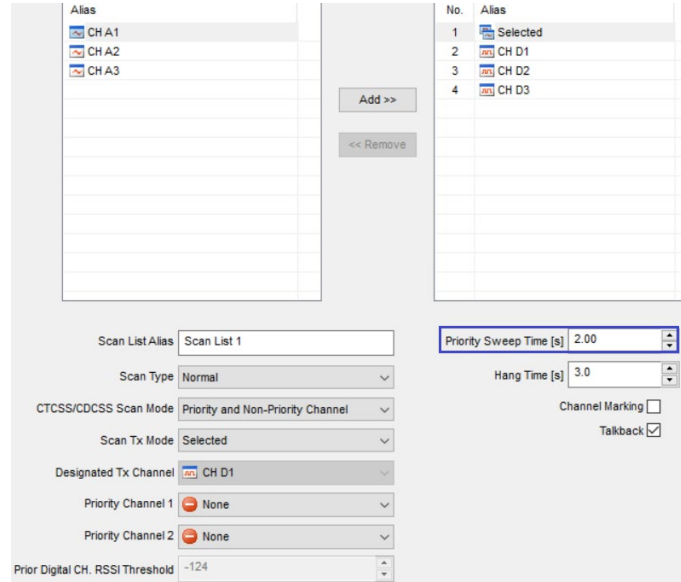 Alias
CH A1
CH A2
CH A3
Add >>
<< Remove
No. Alias
1 Selected
2 CH D1
3 CH D2
4 CH D3
Scan List Alias Scan List 1
Scan Type Normal
CTCSS/CDCSS Scan Mode Priority and Non-Priority Channel
Scan Tx Mode Selected
Designated Tx Channel CH D1
Priority Channel 1 None
Priority Channel 2 None
Prior Digital CH. RSSI Threshold -124
Priority Sweep Time [s] 2.00
Hang Time [s] 3.0
Channel Marking
Talkback